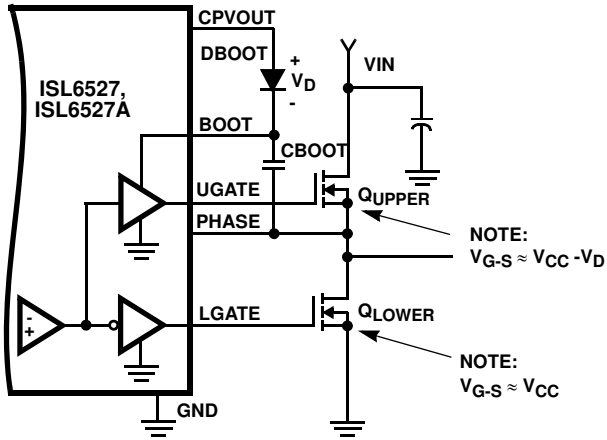 CPVOUT
DBOOT
+
VD
-
VIN
ISL6527,
ISL6527A
BOOT
CBOOT
UGATE
QUPPER
PHASE
NOTE:
VG-S ≈ VCC -VD
-
+
LGATE
QLOWER
NOTE:
VG-S ≈ VCC
GND